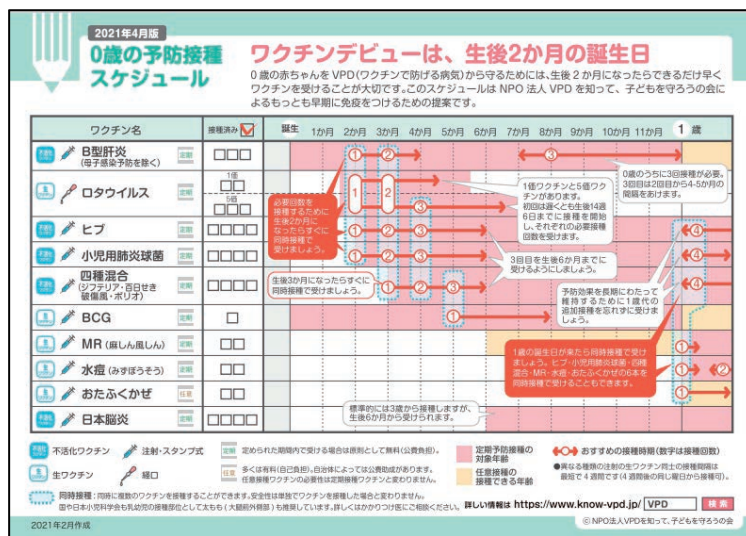 2021年4月版
0歳の予防接種
スケジュール
ワクチンデビューは、生後2か月の誕生日
0歳の赤ちゃんをVPD(ワクチンで防げる病気)から守るためには、生後2か月になったらできるだけ早く
ワクチンを受けることが大切です。このスケジュールは NPO法人VPDを知って、子どもを守ろうの会に
よるもっとも早期に免疫をつけるための提案です。
ワクチン名 接種済み 誕生 1か月 2か月 3か月 4か月 5か月 6か月 7か月 8か月 9か月 10か月 11か月 1歳
B型肝炎
(母子感染予防を除く)
定期
① ② ③
0歳のうちに3回接種が必要。
3回目は2回目から4-5か月の
間隔をあけます。
ロタウイルス
定期
1価
5価
1 2
③
1価ワクチンと5価ワク
チンがあります。
初回は遅くとも生後14週
6日までに接種を開始
し、それぞれの必要接種
回数を受けます。
必要回数を
接種するために
生後2か月に
なったらすぐに
同時接種で
受けましょう。
ヒブ
定期
① ② ③ ④
小児用肺炎球菌
定期
① ② ③ ④
3回目を生後6か月までに
受けるようにしましょう。
四種混合
(ジフテリア・百日せき
破傷風・ポリオ)
定期
生後3か月になったらすぐに
同時接種で受けましょう。
① ② ③ ④
予防効果を長期にわたって
維持するために1歳代の
追加接種を忘れずに受けま
しょう。
BCG
定期
①
MR(麻しん風しん)
定期
①
1歳の誕生日が来たら同時接種で受け
ましょう。ヒブ・小児用肺炎球菌・四種
混合・MR・水痘・おたふくかぜの6本を
同時接種で受けることもできます。
水痘(みずぼうそう)
定期
① ②
おたふくかぜ
任意
①
日本脳炎
定期
標準的には3歳から接種しますが、
生後6か月から受けられます。
不活化ワクチン 注射・スタンプ式
定期 定められた期間内で受ける場合は原則として無料(公費負担)。
生ワクチン 経口
任意 多くは有料(自己負担)。自治体によっては公費助成があります。
任意接種ワクチンの必要性は定期接種ワクチンと変わりません。
定期予防接種の
対象年齢
任意接種の
接種できる年齢
おすすめの接種時期(数字は接種回数)
●異なる種類の注射の生ワクチン同士の接種間隔は
最短で4週間です(4週間後の同じ曜日から接種可)。
同時接種:同時に複数のワクチンを接種することができます。安全性は単独でワクチンを接種した場合と変わりません。
国や日本小児科学会も乳幼児の接種部位として太もも(大腿前外側部)も推奨しています。詳しくはかかりつけ医にご相談ください。
詳しい情報は https://www.know-vpd.jp/ VPD 検索
2021年2月作成
©NPO法人VPDを知って、子どもを守ろうの会